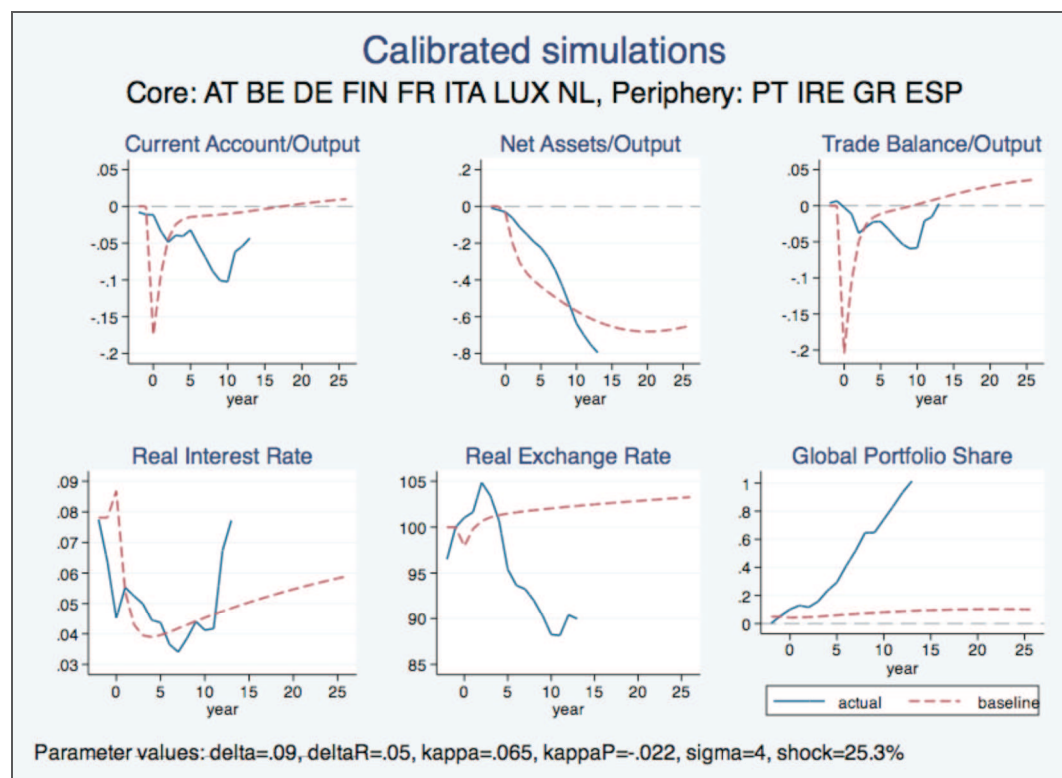 Calibrated simulations
Core: AT BE DE FIN FR ITA LUX NL, Periphery: PT IRE GR ESP
Current Account/Output
.05
0
-.05
-.1
-.15
-.2
0 5 10 15 20 25
year
Net Assets/Output
.2
0
-.2
-.4
-.6
-.8
0 5 10 15 20 25
year
Trade Balance/Output
.05
0
-.05
-.1
-.15
-.2
0 5 10 15 20 25
year
Real Interest Rate
.09
.08
.07
.06
.05
.04
.03
0 5 10 15 20 25
year
Real Exchange Rate
105
100
95
90
85
0 5 10 15 20 25
year
Global Portfolio Share
1
.8
.6
.4
.2
0
0 5 10 15 20 25
year
actual baseline
Parameter values: delta=.09, deltaR=.05, kappa=.065, kappaP=-.022, sigma=4, shock=25.3%